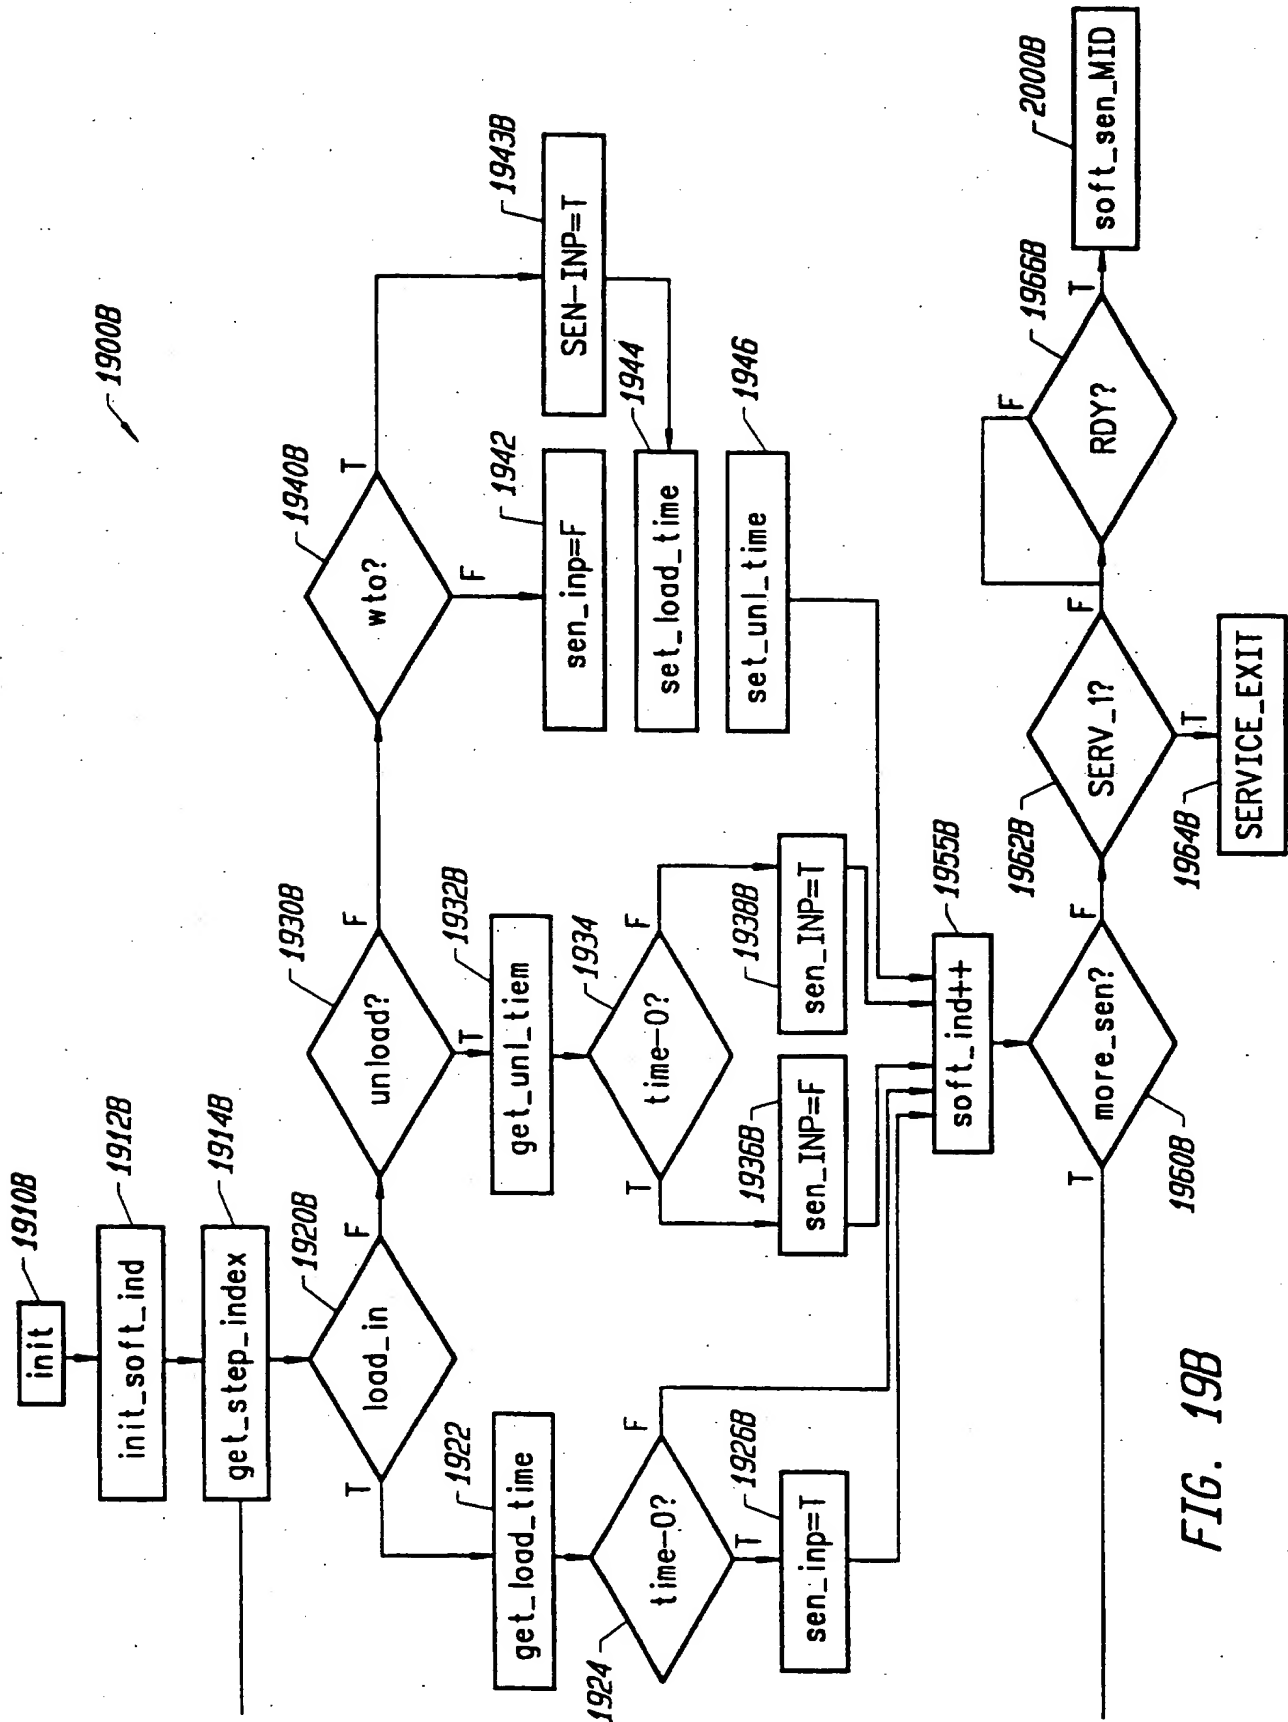 1900B
init
1910B
init_soft_ind
1912B
get_step_index
1914B
load_in
1920B
T
F
unload?
1930B
T
F
wto?
1940B
T
F
get_load_time
1922
get_unl_tiem
1932B
sen_inp=F
1942
SEN-INP=T
1943B
time-0?
1924
T
F
time-0?
1934
T
F
set_load_time
1944
set_unl_time
1946
sen_inp=T
1926B
sen_INP=F
1936B
sen_INP=T
1938B
soft_ind++
1955B
more_sen?
1960B
T
F
SERV_1?
1962B
T
F
RDY?
1966B
F
T
soft_sen_MID
2000B
SERVICE_EXIT
1964B
FIG. 19B